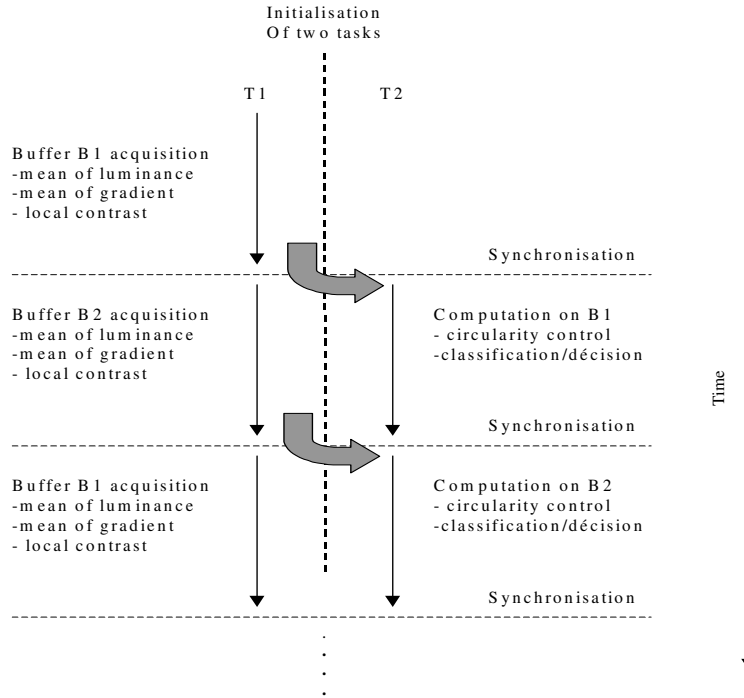 Initialisation
Of two tasks
T1
T2
Buffer B1 acquisition
-mean of luminance
-mean of gradient
- local contrast
Synchronisation
Buffer B2 acquisition
-mean of luminance
-mean of gradient
- local contrast
Computation on B1
- circularity control
-classification/décision
Time
Synchronisation
Buffer B1 acquisition
-mean of luminance
-mean of gradient
- local contrast
Computation on B2
- circularity control
-classification/décision
Synchronisation